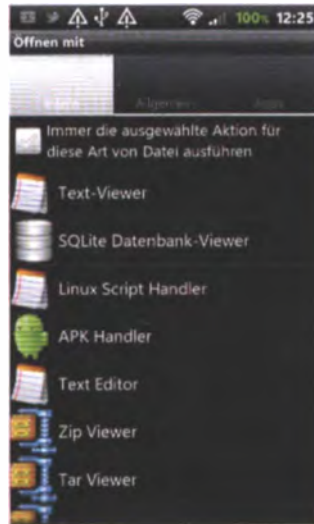 100% 12:25
Öffnen mit
Allgemein Apps
Immer die ausgewählte Aktion für
diese Art von Datei ausführen
Text-Viewer
SQLite Datenbank-Viewer
Linux Script Handler
APK Handler
Text Editor
Zip Viewer
Tar Viewer